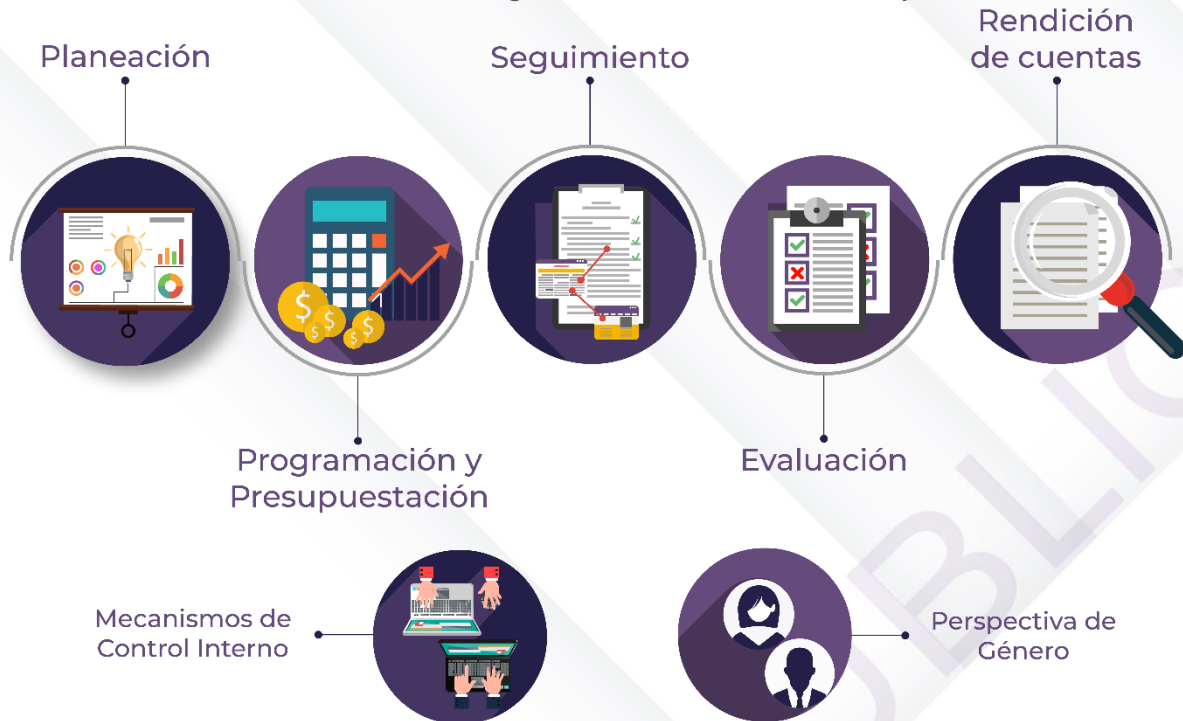 Planeación
Seguimiento
Rendición
de cuentas
Programación y
Presupuestación
Evaluación
Mecanismos de
Control Interno
Perspectiva de
Género